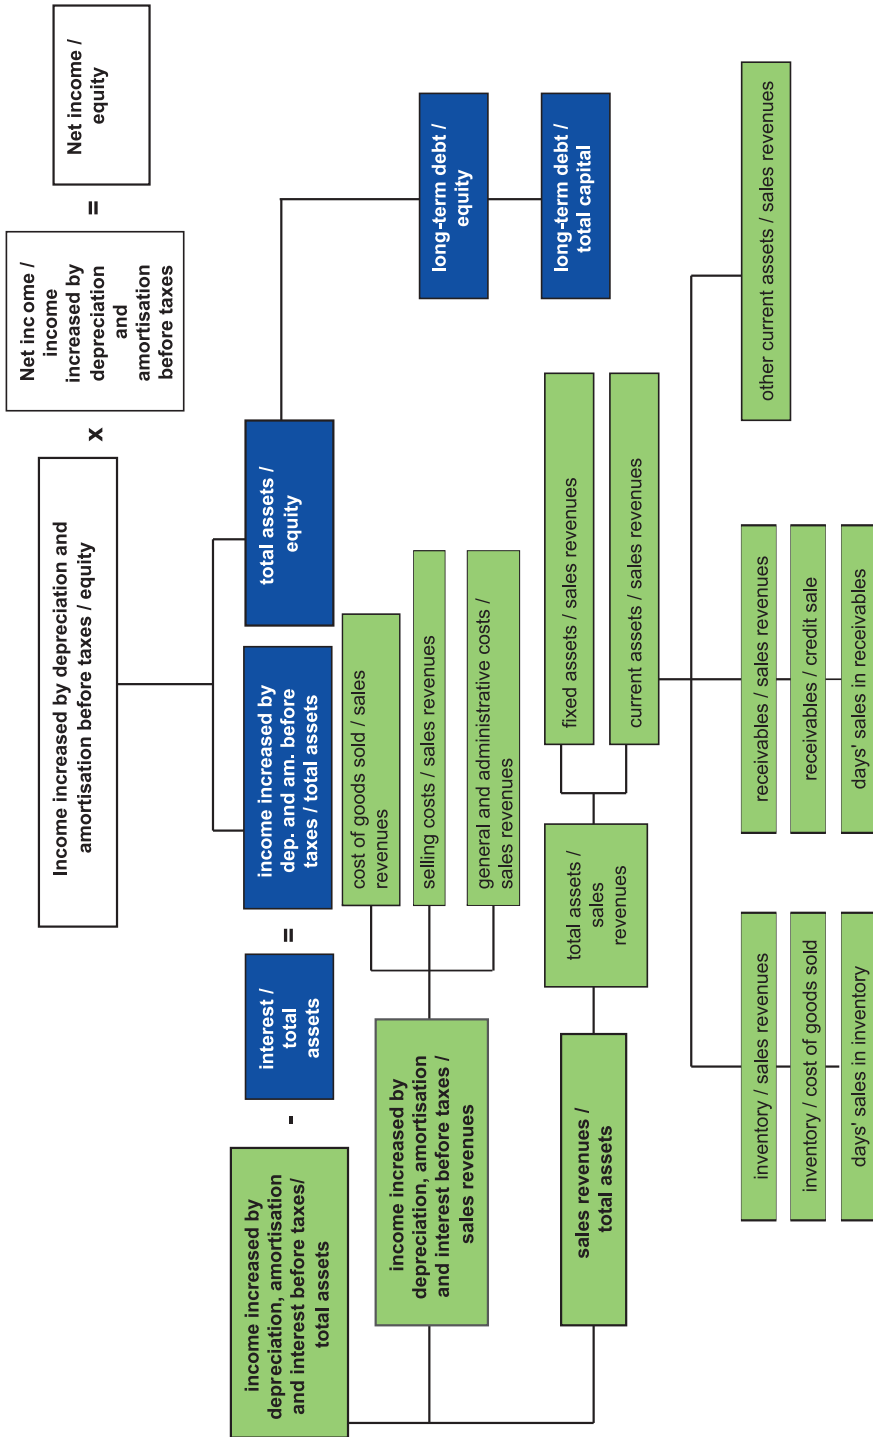 Income increased by depreciation and
amortisation before taxes / equity
x
Net inc ome /
income
increased by
depreciation
and
amortisation
before taxes
=
Net income /
equity
income increased by
depreciation, amortisation
and interest before taxes/
total assets
-
interest /
total
assets
=
income increased by
dep. and am. before
taxes / total assets
total assets /
equity
income increased by
depreciation, amortisation
and interest before taxes /
sales revenues
cost of goods sold / sales
revenues
selling costs / sales revenues
general and administrative costs /
sales revenues
long-term debt /
equity
long-term debt /
total capital
sales revenues /
total assets
total assets /
sales
revenues
fixed assets / sales revenues
current assets / sales revenues
inventory / sales revenues
inventory / cost of goods sold
days' sales in inventory
receivables / sales revenues
receivables / credit sale
days' sales in receivables
other current assets / sales revenues